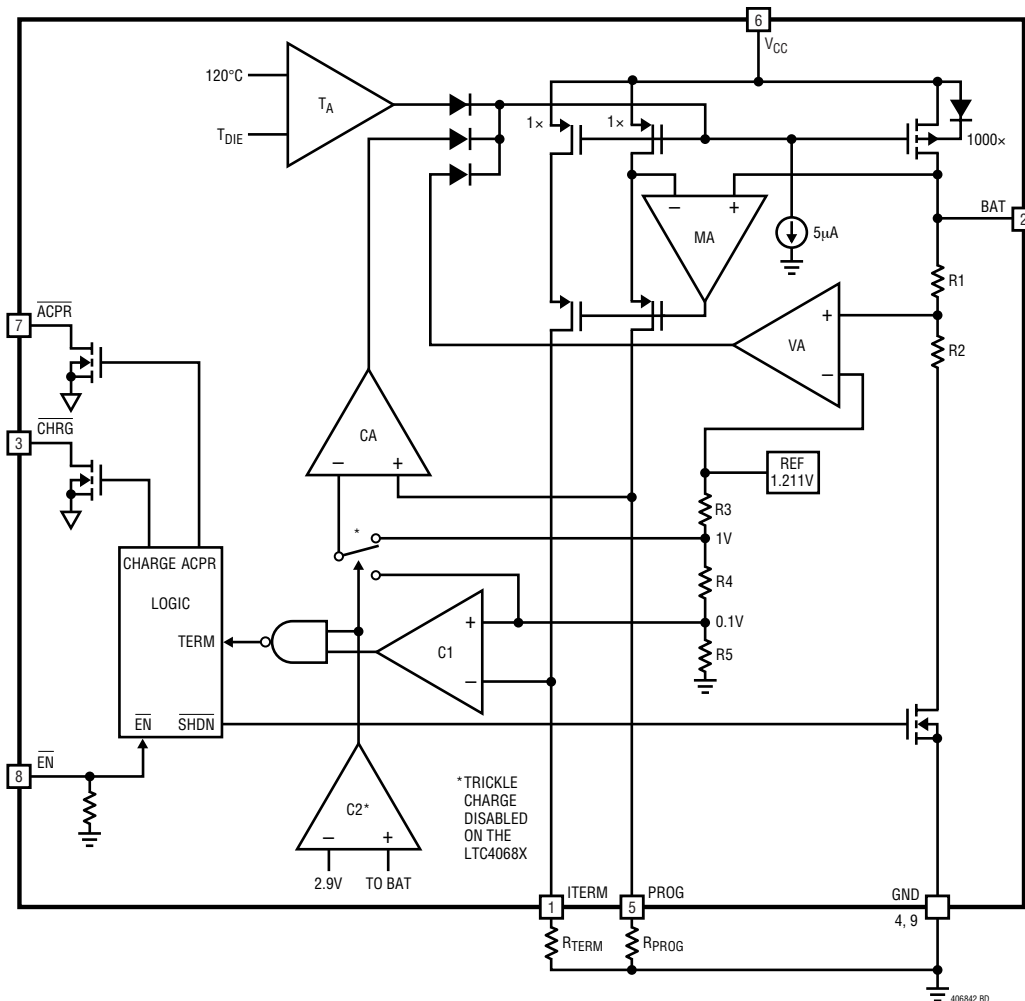 6
VCC
120°C
TA
TDIE
1×
1×
1000×
– +
MA
5µA
BAT
2
R1
+
VA
–
R2
ACPR
7
CHRG
3
CA
– +
REF
1.211V
R3
*
1V
R4
0.1V
R5
CHARGE ACPR
LOGIC
TERM
EN SHDN
+
C1
–
EN
8
C2*
– +
2.9V TO BAT
*TRICKLE
CHARGE
DISABLED
ON THE
LTC4068X
ITERM PROG GND
1 5 4, 9
RTERM RPROG
406842 BD